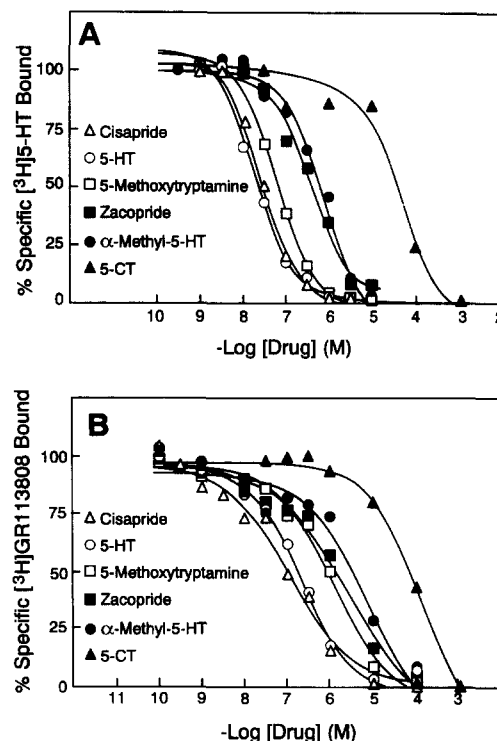 A
% Specific [³H]5-HT Bound
100
75
50
25
0
△ Cisapride
○ 5-HT
□ 5-Methoxytryptamine
■ Zacopride
● α-Methyl-5-HT
▲ 5-CT
10 9 8 7 6 5 4 3 2
-Log [Drug] (M)
B
% Specific [³H]GR113808 Bound
100
75
50
25
0
△ Cisapride
○ 5-HT
□ 5-Methoxytryptamine
■ Zacopride
● α-Methyl-5-HT
▲ 5-CT
11 10 9 8 7 6 5 4 3
-Log [Drug] (M)